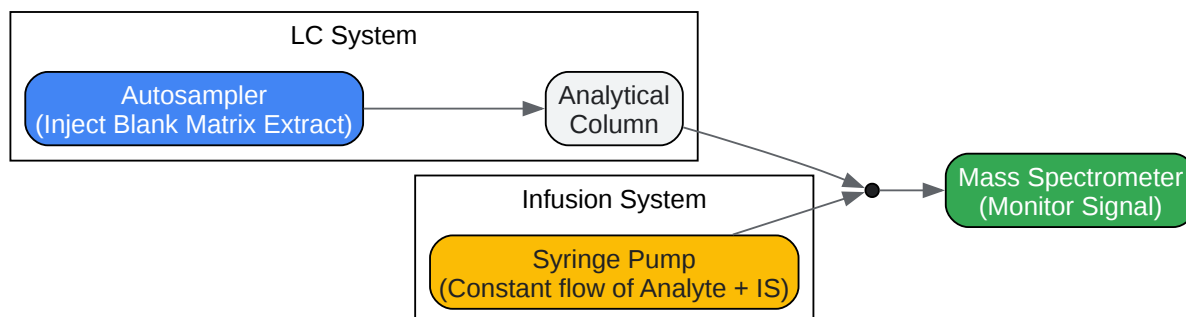 LC System
Autosampler
(Inject Blank Matrix Extract)
Analytical
Column
Mass Spectrometer
(Monitor Signal)
Infusion System
Syringe Pump
(Constant flow of Analyte + IS)